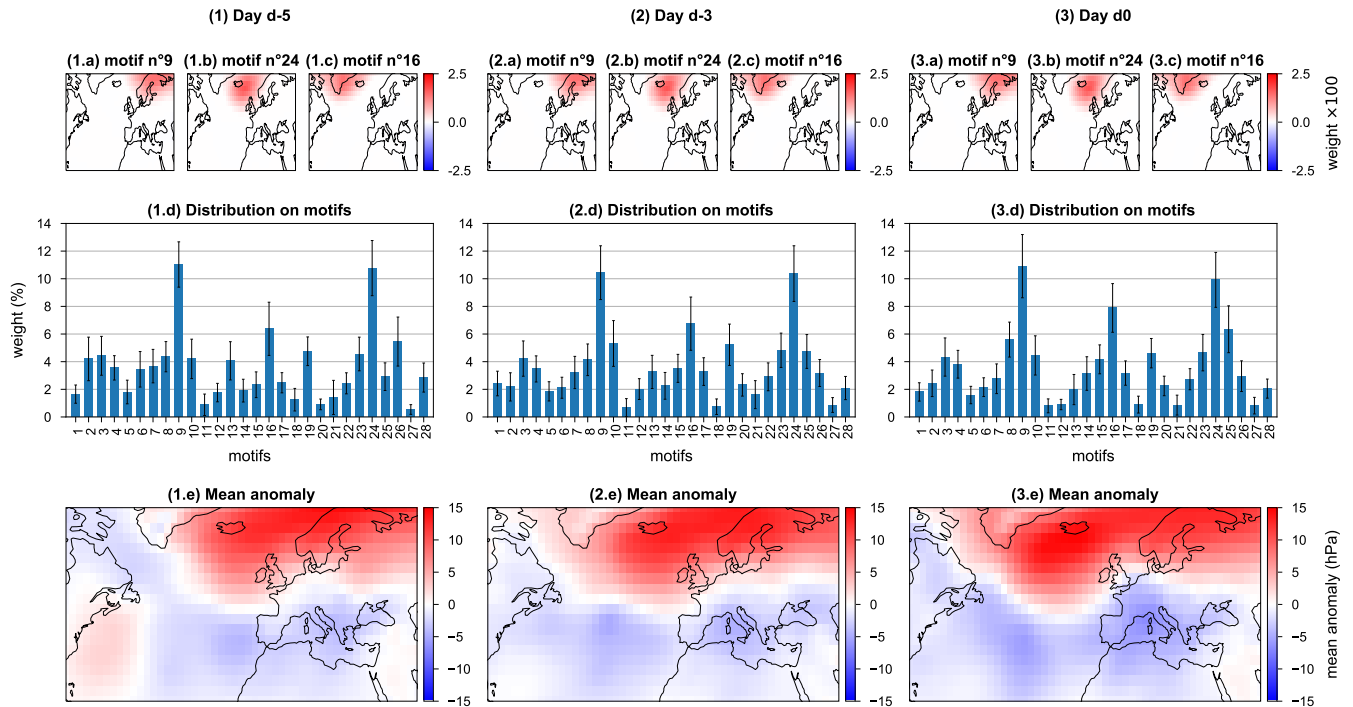 (1) Day d-5 (2) Day d-3 (3) Day d0
(1.a) motif n°9 (1.b) motif n°24 (1.c) motif n°16 (2.a) motif n°9 (2.b) motif n°24 (2.c) motif n°16 (3.a) motif n°9 (3.b) motif n°24 (3.c) motif n°16
2.5 2.5 2.5
0.0 0.0 0.0
-2.5 -2.5 -2.5
weight ×100
(1.d) Distribution on motifs (2.d) Distribution on motifs (3.d) Distribution on motifs
14 14 14
12 12 12
10 10 10
8 8 8
6 6 6
4 4 4
2 2 2
0 0 0
weight (%)
1 2 3 4 5 6 7 8 9 10 11 12 13 14 15 16 17 18 19 20 21 22 23 24 25 26 27 28 1 2 3 4 5 6 7 8 9 10 11 12 13 14 15 16 17 18 19 20 21 22 23 24 25 26 27 28 1 2 3 4 5 6 7 8 9 10 11 12 13 14 15 16 17 18 19 20 21 22 23 24 25 26 27 28
motifs motifs motifs
(1.e) Mean anomaly (2.e) Mean anomaly (3.e) Mean anomaly
15 15 15
10 10 10
5 5 5
0 0 0
−5 −5 −5
−10 −10 −10
−15 −15 −15
mean anomaly (hPa)